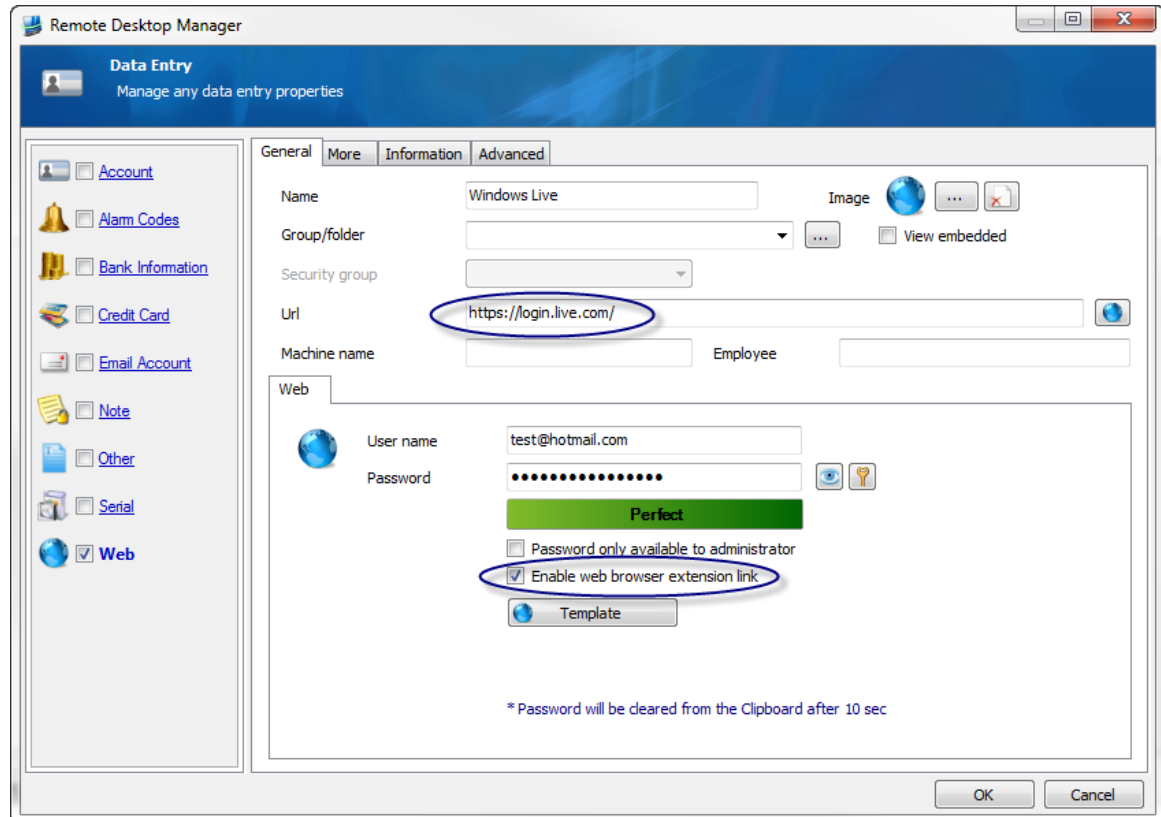 Remote Desktop Manager
Data Entry
Manage any data entry properties
Account
Alarm Codes
Bank Information
Credit Card
Email Account
Note
Other
Serial
Web
General More Information Advanced
Name Windows Live Image ...
Group/folder ... View embedded
Security group
Url https://login.live.com/
Machine name Employee
Web
User name test@hotmail.com
Password ••••••••••••••••
Perfect
Password only available to administrator
Enable web browser extension link
Template
* Password will be cleared from the Clipboard after 10 sec
OK Cancel